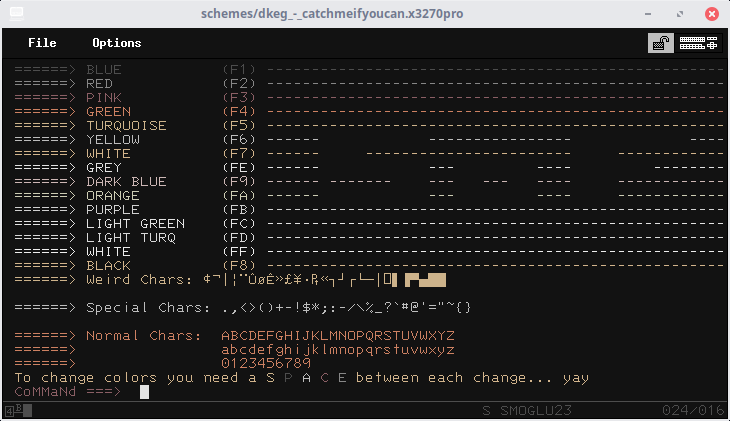 schemes/dkeg_-_catchmeifyoucan.x3270pro
File Options
======> BLUE (F1) --------------------------------------------------
======> RED (F2) --------------------------------------------------
======> PINK (F3) --------------------------------------------------
======> GREEN (F4) --------------------------------------------------
======> TURQUOISE (F5) --------------------------------------------------
======> YELLOW (F6) ------ --- --- ------------
======> WHITE (F7) ------ --- --- ------------
======> GREY (FE) ------ --- --- --------
======> DARK BLUE (F9) ------ --- --- --- ------------
======> ORANGE (FA) ------ --- --- ------------
======> PURPLE (FB) --------------------------------------------------
======> LIGHT GREEN (FC) --------------------------------------------------
======> LIGHT TURQ (FD) --------------------------------------------------
======> WHITE (FF) --------------------------------------------------
======> BLACK (F8) --------------------------------------------------
======> Weird Chars: ¢¬|¦¨ÛøÊ»£¥·₧«┐┘┌└─│
======> Special Chars: .,<>()+-!$*;:-/\%_?`#@'="~{}
======> Normal Chars: ABCDEFGHIJKLMNOPQRSTUVWXYZ
======> abcdefghijklmnopqrstuvwxyz
======> 0123456789
To change colors you need a S P A C E between each change... yay
CoMMaNd ===>
4 B S SMOGLU23 024/016